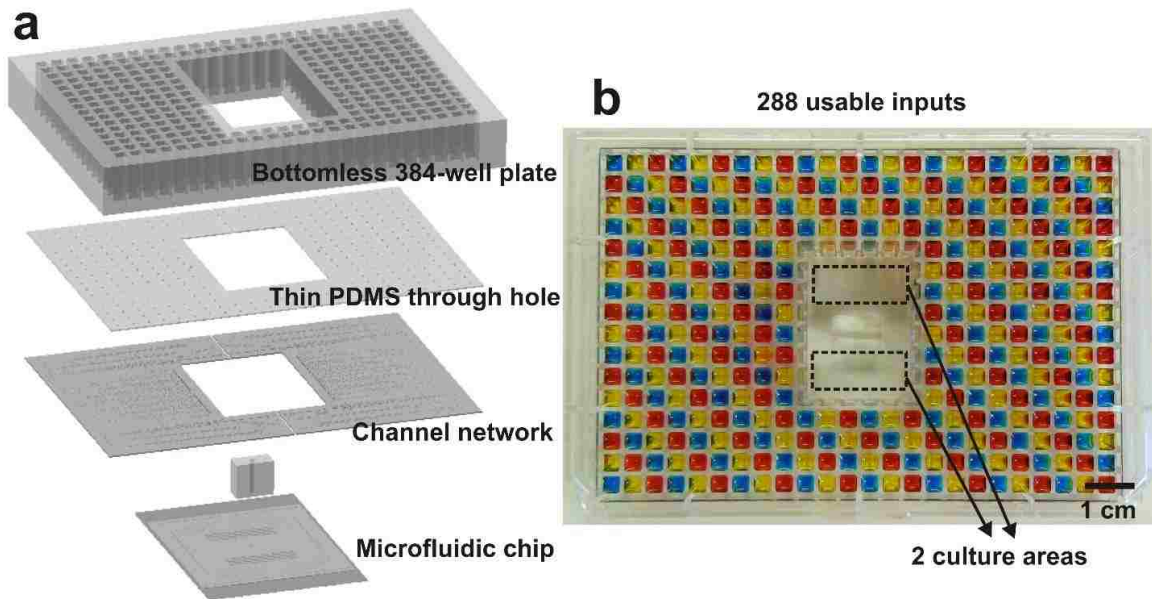 a
Bottomless 384-well plate
Thin PDMS through hole
Channel network
Microfluidic chip
b
288 usable inputs
1 cm
2 culture areas